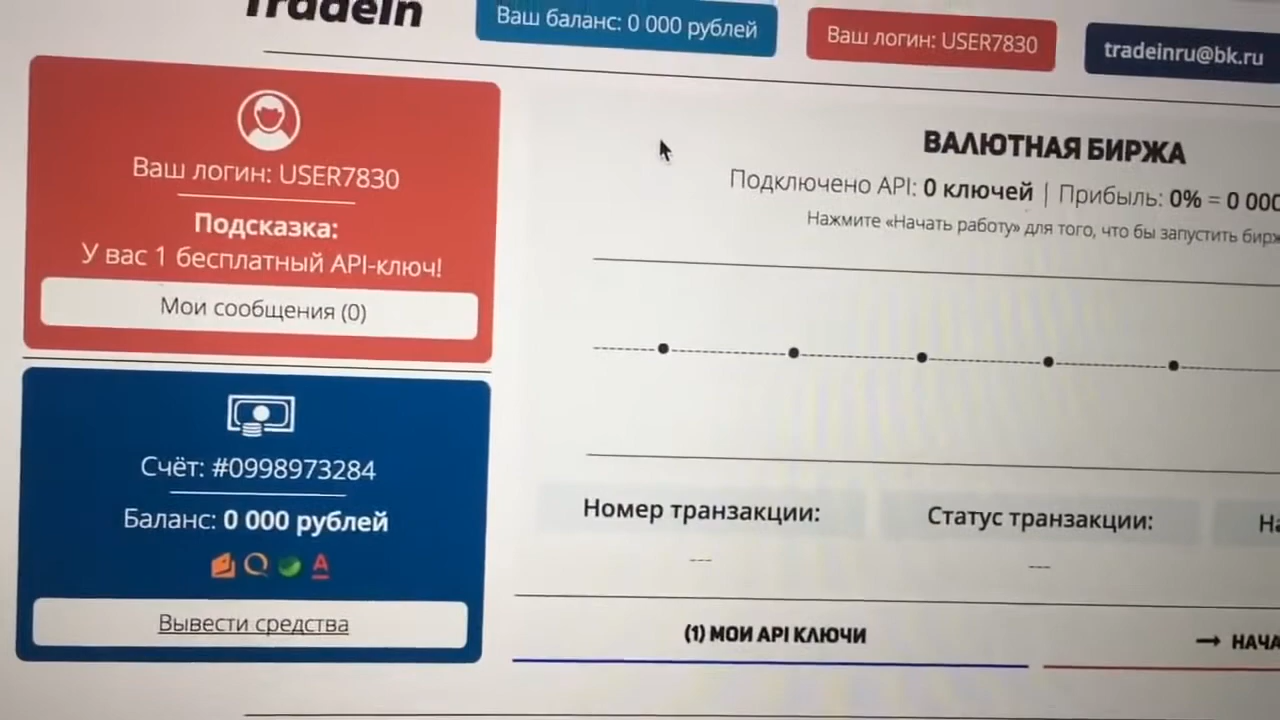 TradeIn
Ваш баланс: 0 000 рублей
Ваш логин: USER7830
tradeinru@bk.ru
Ваш логин: USER7830
Подсказка:
У вас 1 бесплатный API-ключ!
Мои сообщения (0)
Счёт: #0998973284
Баланс: 0 000 рублей
Вывести средства
ВАЛЮТНАЯ БИРЖА
Подключено API: 0 ключей | Прибыль: 0% = 0 000
Нажмите «Начать работу» для того, что бы запустить
Номер транзакции:
Статус транзакции:
---
---
(1) МОИ API КЛЮЧИ
→